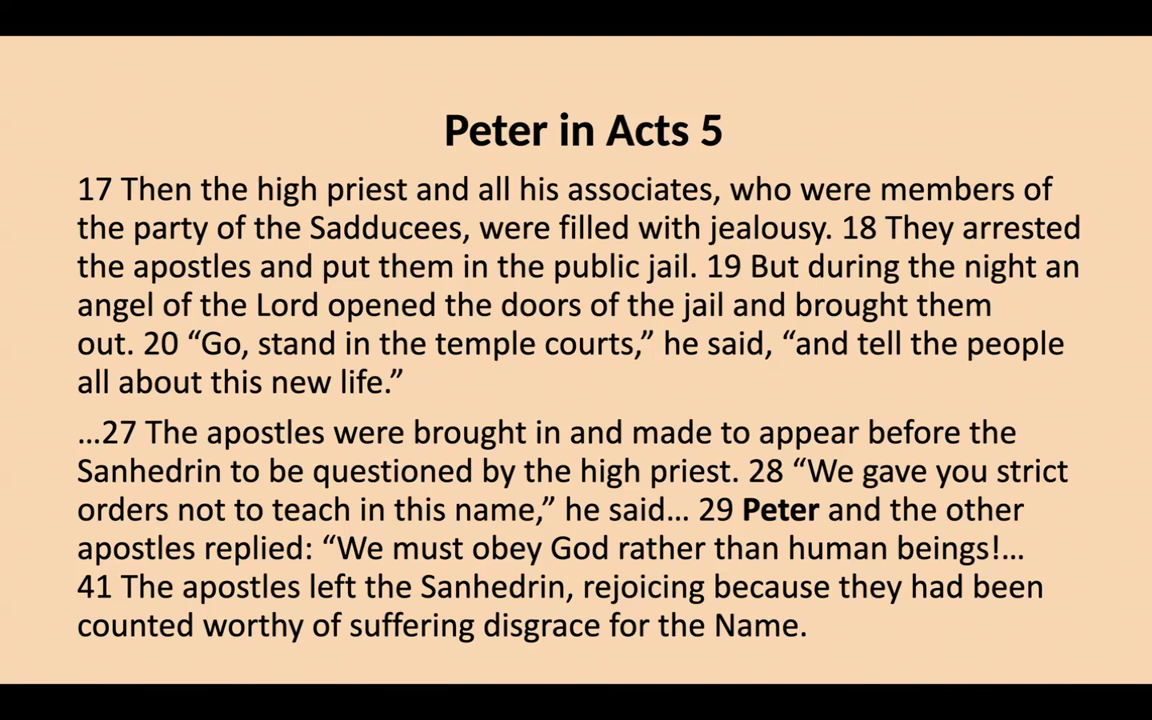 Peter in Acts 5
17 Then the high priest and all his associates, who were members of
the party of the Sadducees, were filled with jealousy. 18 They arrested
the apostles and put them in the public jail. 19 But during the night an
angel of the Lord opened the doors of the jail and brought them
out. 20 “Go, stand in the temple courts,” he said, “and tell the people
all about this new life.”
…27 The apostles were brought in and made to appear before the
Sanhedrin to be questioned by the high priest. 28 “We gave you strict
orders not to teach in this name,” he said… 29 Peter and the other
apostles replied: “We must obey God rather than human beings!…
41 The apostles left the Sanhedrin, rejoicing because they had been
counted worthy of suffering disgrace for the Name.